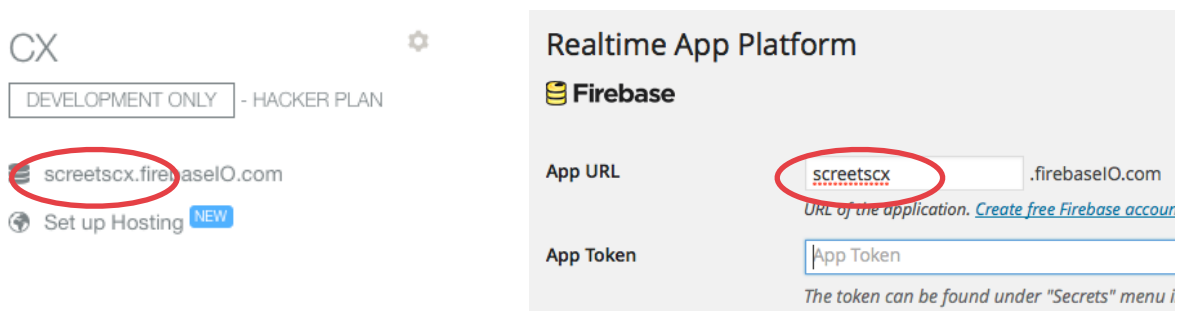 CX
DEVELOPMENT ONLY - HACKER PLAN
screetscx.firebaseIO.com
Set up Hosting NEW
Realtime App Platform
Firebase
App URL screetscx .firebaseIO.com
URL of the application. Create free Firebase accoun
App Token App Token
The token can be found under "Secrets" menu i